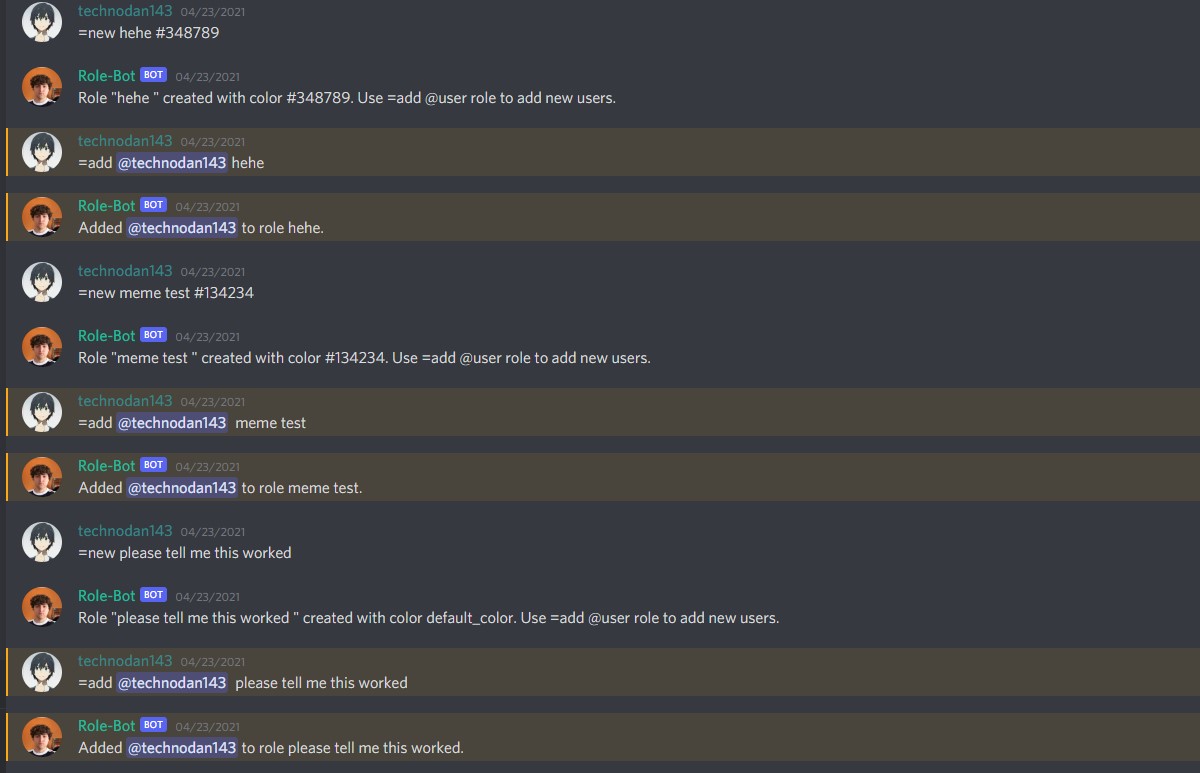 technodan143 04/23/2021
=new hehe #348789
Role-Bot BOT 04/23/2021
Role "hehe " created with color #348789. Use =add @user role to add new users.
technodan143 04/23/2021
=add @technodan143 hehe
Role-Bot BOT 04/23/2021
Added @technodan143 to role hehe.
technodan143 04/23/2021
=new meme test #134234
Role-Bot BOT 04/23/2021
Role "meme test " created with color #134234. Use =add @user role to add new users.
technodan143 04/23/2021
=add @technodan143  meme test
Role-Bot BOT 04/23/2021
Added @technodan143 to role meme test.
technodan143 04/23/2021
=new please tell me this worked
Role-Bot BOT 04/23/2021
Role "please tell me this worked " created with color default_color. Use =add @user role to add new users.
technodan143 04/23/2021
=add @technodan143  please tell me this worked
Role-Bot BOT 04/23/2021
Added @technodan143 to role please tell me this worked.